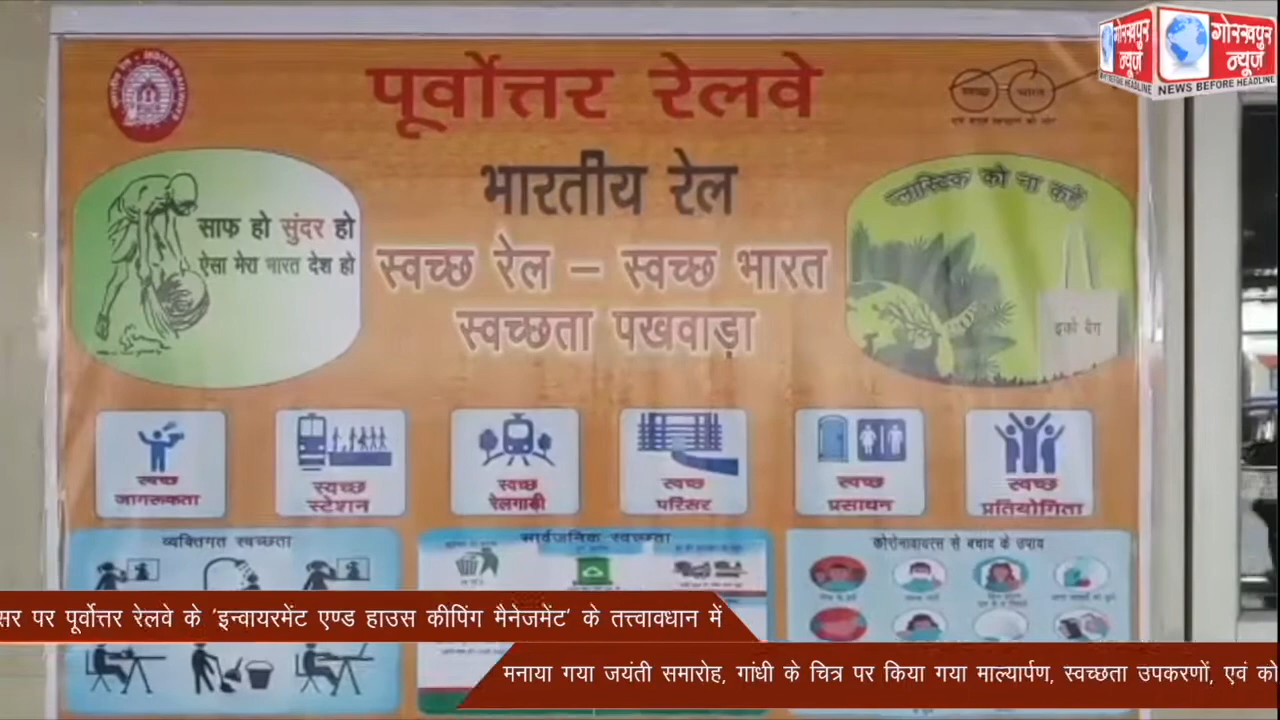 पूर्वोत्तर रेलवे
गोरखपुर
न्यूज
गोरखपुर
न्यूज
NEWS BEFORE HEADLINE
स्वच्छ भारत
भारतीय रेल
साफ हो सुंदर हो
ऐसा मेरा भारत देश हो
प्लास्टिक को ना कहें
इको बैग
स्वच्छ रेल – स्वच्छ भारत
स्वच्छता पखवाड़ा
स्वच्छ
जागरूकता
स्वच्छ
स्टेशन
स्वच्छ
रेलगाड़ी
स्वच्छ
परिसर
स्वच्छ
प्रसाधन
स्वच्छ
प्रतियोगिता
व्यक्तिगत स्वच्छता
सार्वजनिक स्वच्छता
कोरोनावायरस से बचाव के उपाय
सर पर पूर्वोत्तर रेलवे के 'इन्वायरमेंट एण्ड हाउस कीपिंग मैनेजमेंट' के तत्त्वावधान में
मनाया गया जयंती समारोह, गांधी के चित्र पर किया गया माल्यार्पण, स्वच्छता उपकरणों, एवं को